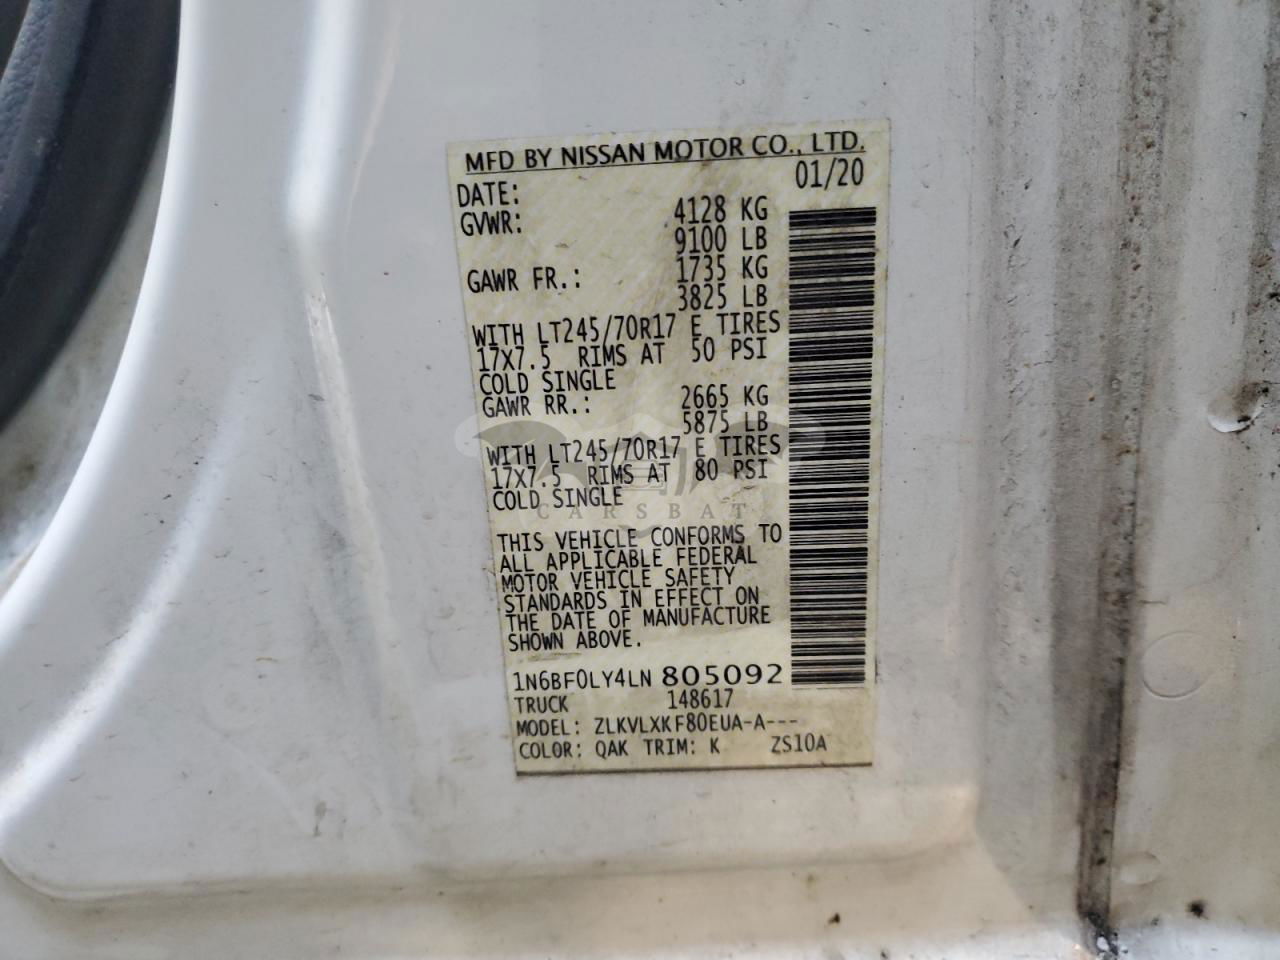 MFD BY NISSAN MOTOR CO., LTD.
DATE: 01/20
GVWR: 4128 KG
9100 LB
GAWR FR.: 1735 KG
3825 LB
WITH LT245/70R17 E TIRES
17X7.5 RIMS AT 50 PSI
COLD SINGLE
GAWR RR.: 2665 KG
5875 LB
WITH LT245/70R17 E TIRES
17X7.5 RIMS AT 80 PSI
COLD SINGLE
CARSBAT
THIS VEHICLE CONFORMS TO
ALL APPLICABLE FEDERAL
MOTOR VEHICLE SAFETY
STANDARDS IN EFFECT ON
THE DATE OF MANUFACTURE
SHOWN ABOVE.
1N6BF0LY4LN 805092
TRUCK 148617
MODEL: ZLKVLXKF80EUA-A---
COLOR: QAK TRIM: K ZS10A